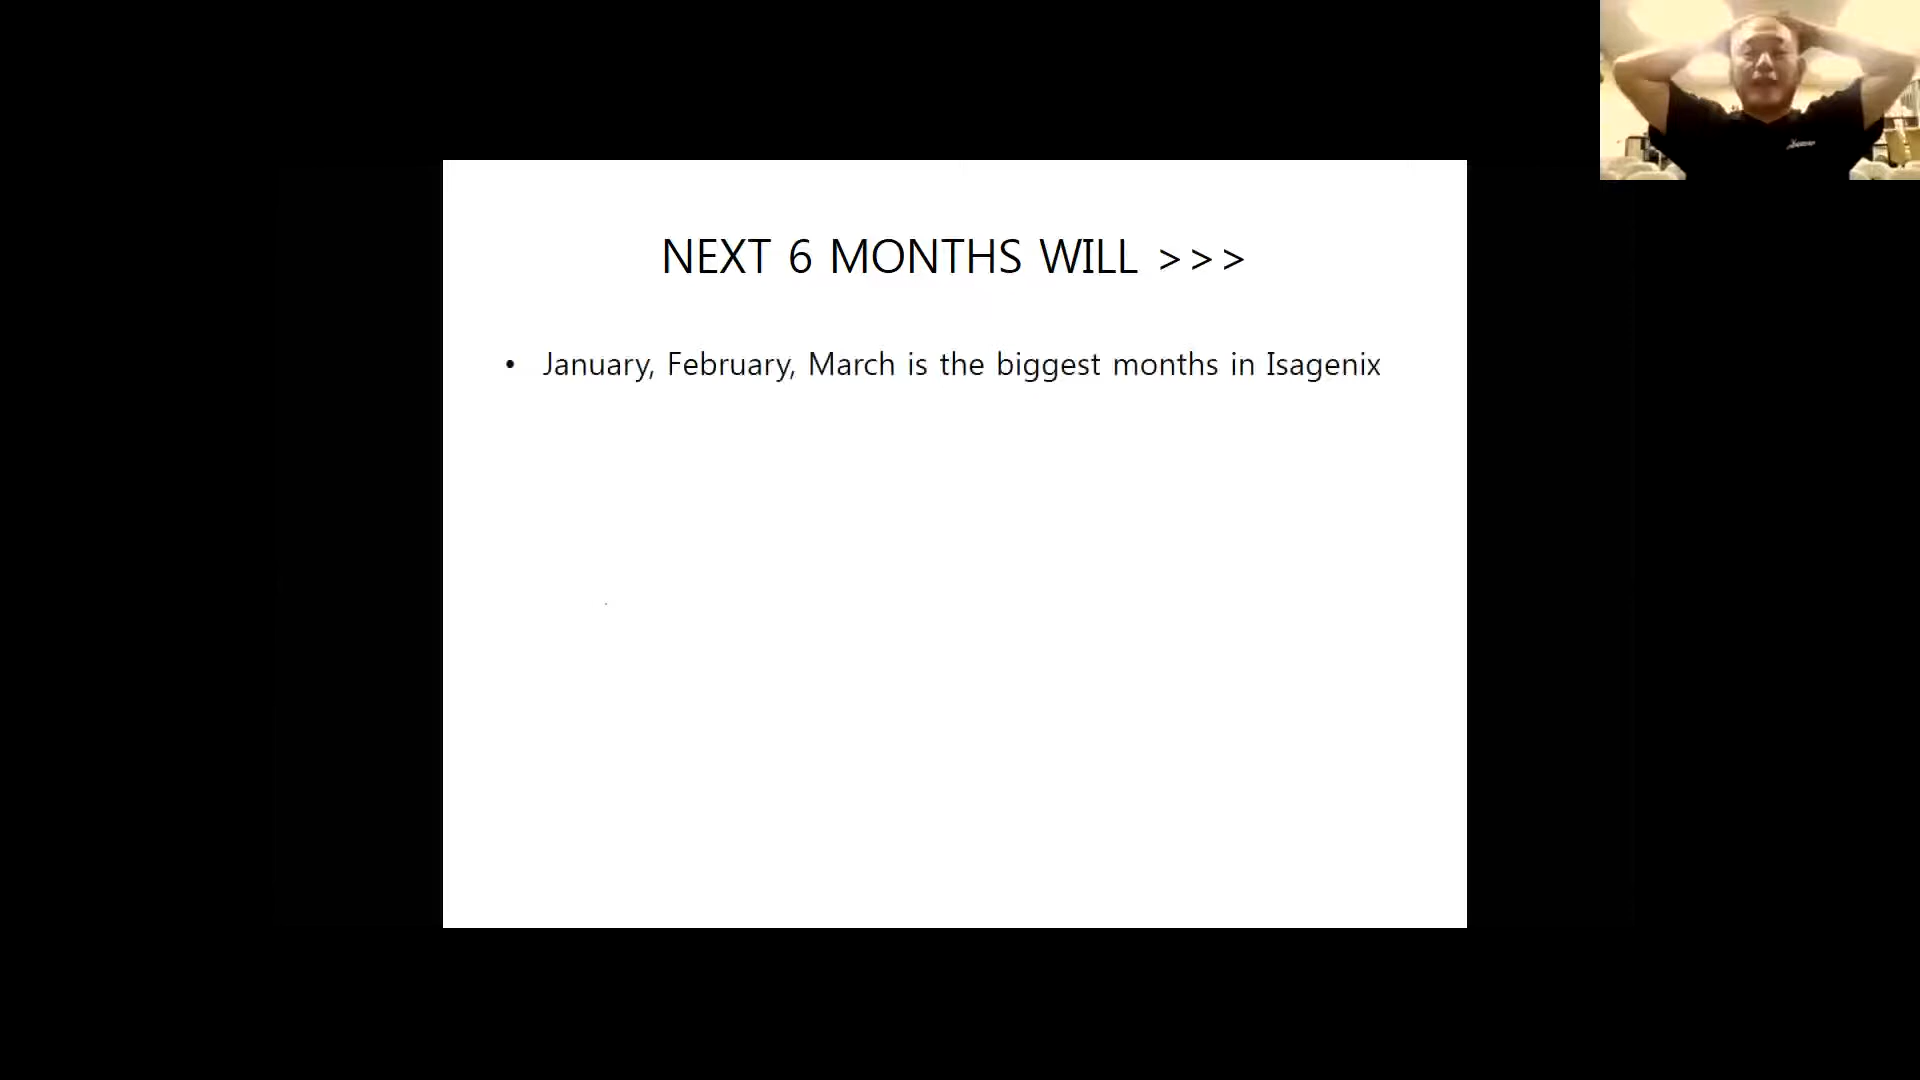 NEXT 6 MONTHS WILL >>>
• January, February, March is the biggest months in Isagenix